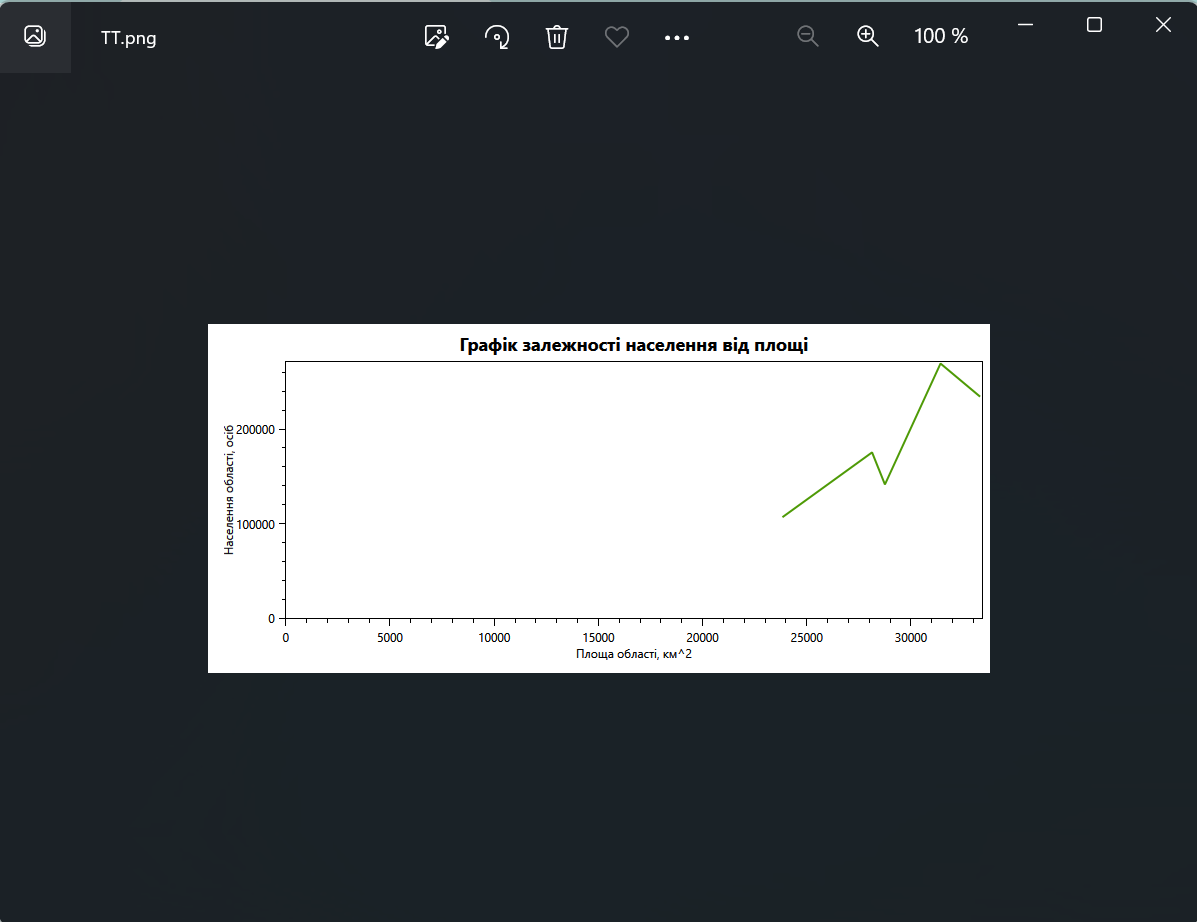 TT.png
100 %
Графік залежності населення від площі
Населення області, осіб
200000
100000
0
0 5000 10000 15000 20000 25000 30000
Площа області, км^2